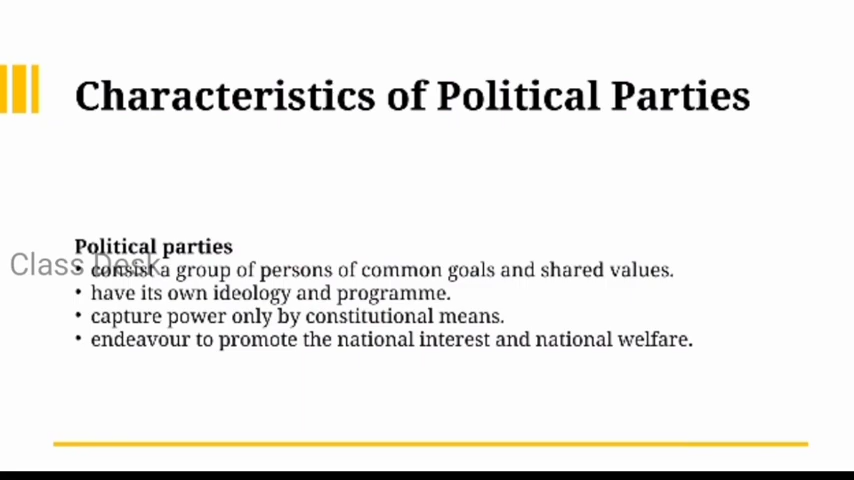 Characteristics of Political Parties
Political parties
Class Desk
• consist a group of persons of common goals and shared values.
• have its own ideology and programme.
• capture power only by constitutional means.
• endeavour to promote the national interest and national welfare.